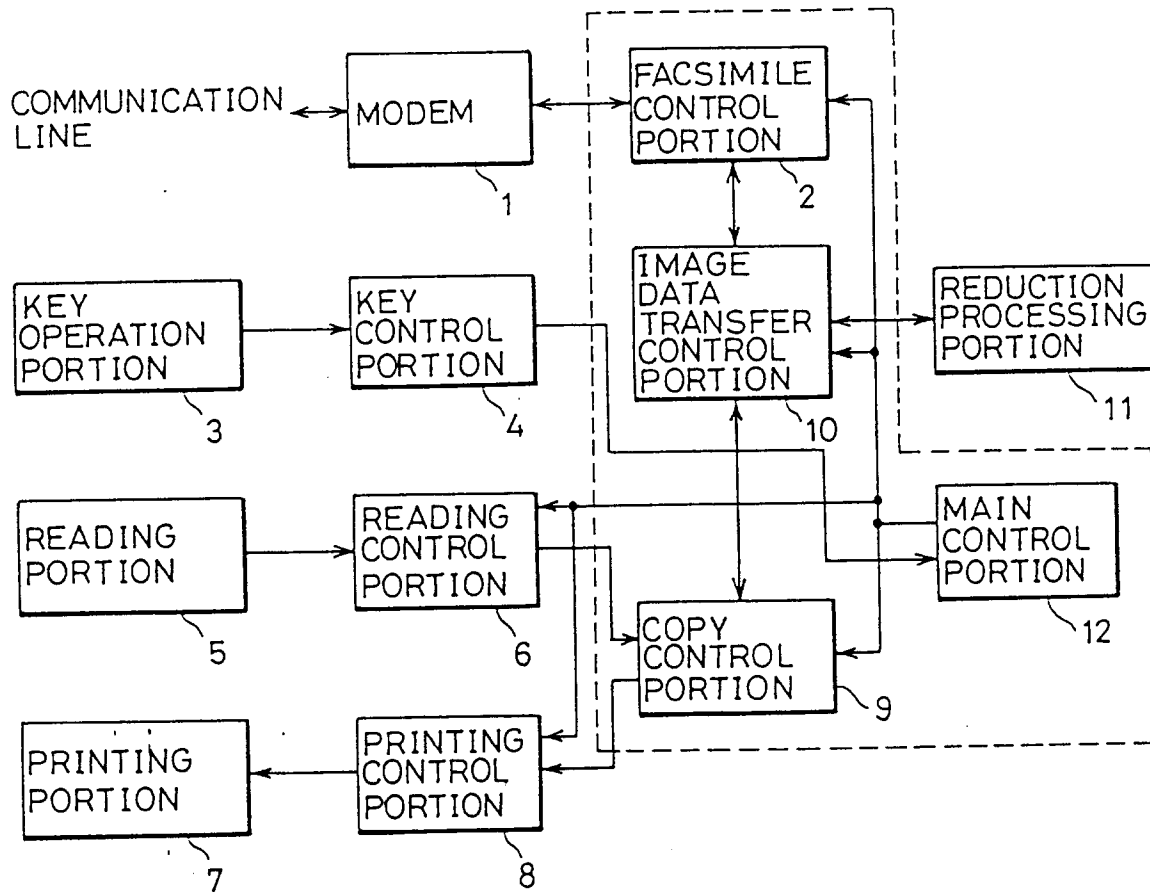 COMMUNICATION
LINE
MODEM
1
FACSIMILE
CONTROL
PORTION
2
KEY
OPERATION
PORTION
3
KEY
CONTROL
PORTION
4
IMAGE
DATA
TRANSFER
CONTROL
PORTION
10
REDUCTION
PROCESSING
PORTION
11
READING
PORTION
5
READING
CONTROL
PORTION
6
MAIN
CONTROL
PORTION
12
COPY
CONTROL
PORTION
9
PRINTING
PORTION
7
PRINTING
CONTROL
PORTION
8